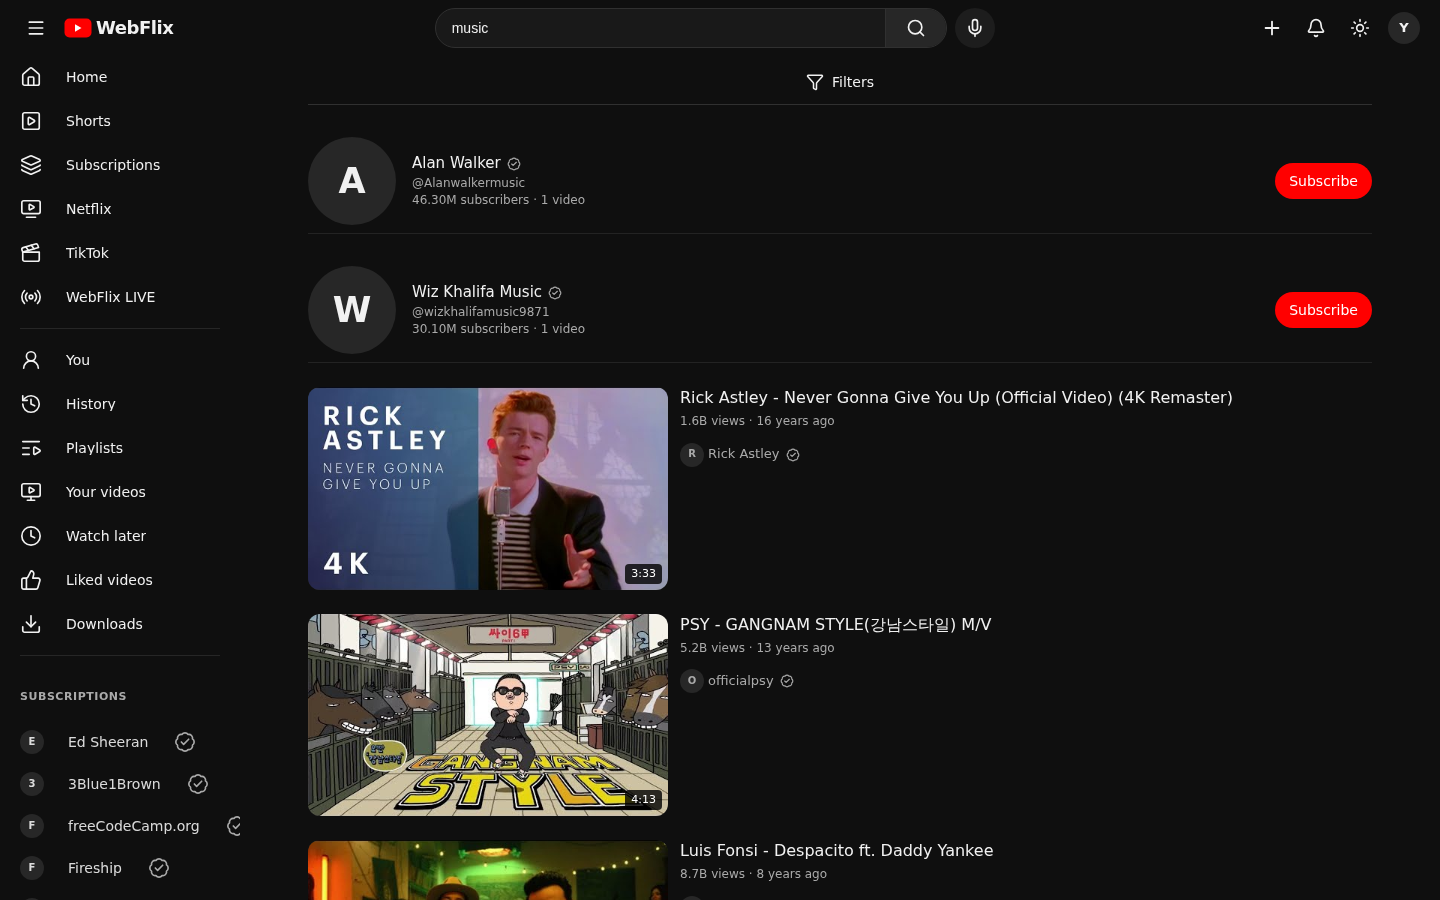 WebFlix
music
Y
Home
Shorts
Subscriptions
Netflix
TikTok
WebFlix LIVE
You
History
Playlists
Your videos
Watch later
Liked videos
Downloads
SUBSCRIPTIONS
E Ed Sheeran
3 3Blue1Brown
F freeCodeCamp.org
F Fireship
Filters
A
Alan Walker
@Alanwalkermusic
46.30M subscribers · 1 video
Subscribe
W
Wiz Khalifa Music
@wizkhalifamusic9871
30.10M subscribers · 1 video
Subscribe
RICK
ASTLEY
NEVER GONNA
GIVE YOU UP
4K
3:33
Rick Astley - Never Gonna Give You Up (Official Video) (4K Remaster)
1.6B views · 16 years ago
R Rick Astley
싸이6甲
GANGNAM
STYLE
4:13
PSY - GANGNAM STYLE(강남스타일) M/V
5.2B views · 13 years ago
O officialpsy
Luis Fonsi - Despacito ft. Daddy Yankee
8.7B views · 8 years ago